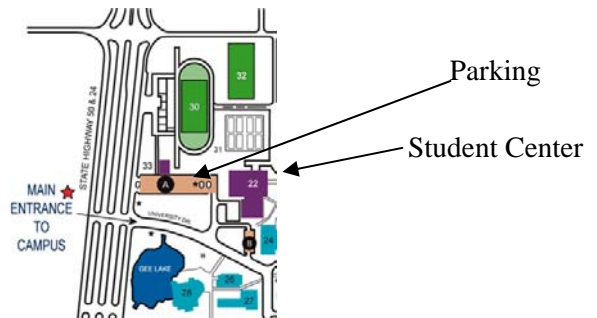 32
Parking
30
STATE HIGHWAY 50 & 24
31
Student Center
33
A
22
MAIN
ENTRANCE
TO
CAMPUS
UNIVERSITY DR.
B
24
GEE LAKE
26
28
27